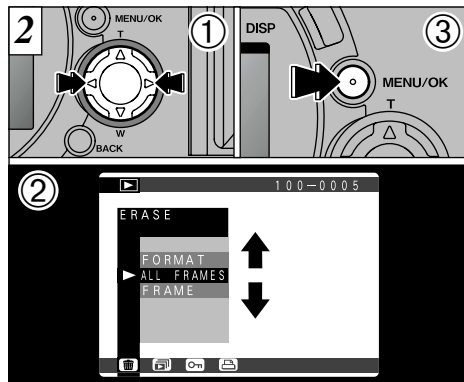 2
MENU/OK
T
①
W
BACK
DISP
③
MENU/OK
T
②
100-0005
ERASE
FORMAT
ALL FRAMES
FRAME